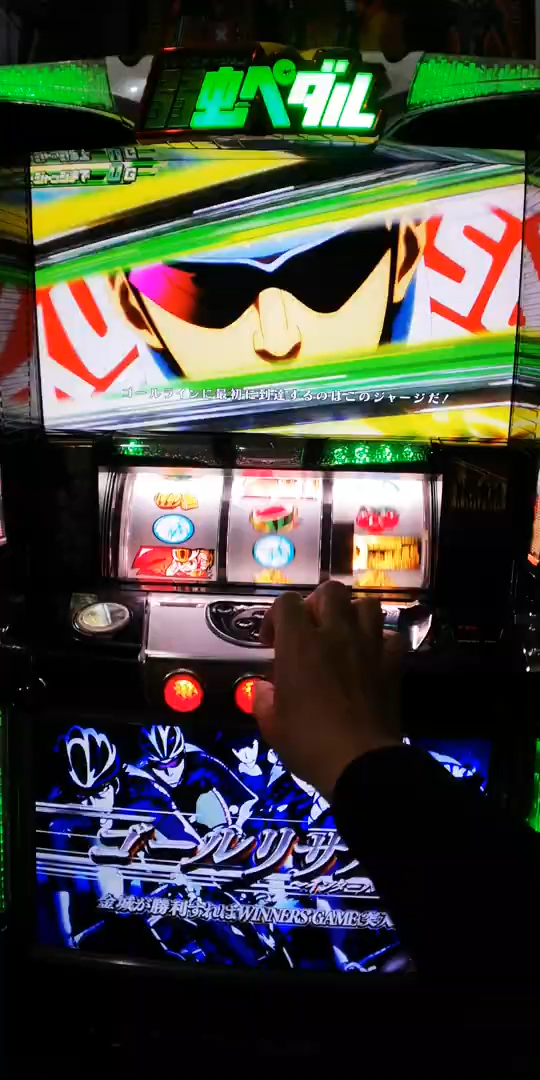 弱虫ペダル
ゴールラインに最初に到達するのはこのジャージだ!
ゴールリザ
金城が勝利すればWINNERS GAME突入